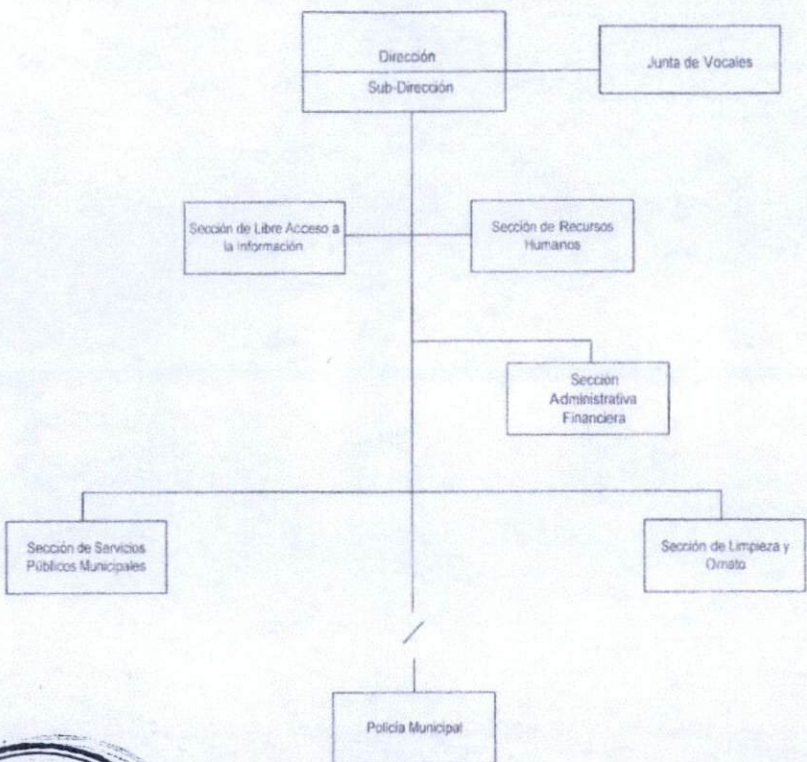 Dirección
Sub-Dirección
Junta de Vocales
Sección de Libre Acceso a
la Información
Sección de Recursos
Humanos
Sección
Administrativa
Financiera
Sección de Servicios
Públicos Municipales
Sección de Limpieza y
Ornato
Policía Municipal